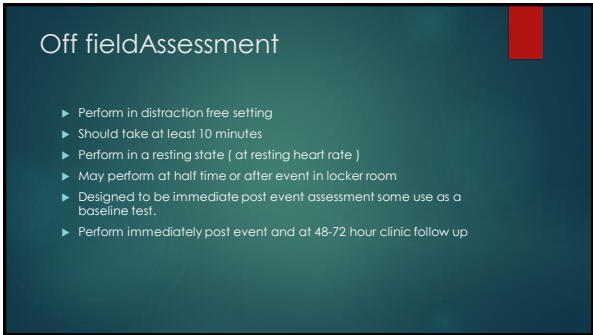 Off fieldAssessment
Perform in distraction free setting
Should take at least 10 minutes
Perform in a resting state ( at resting heart rate )
May perform at half time or after event in locker room
Designed to be immediate post event assessment some use as a
baseline test.
Perform immediately post event and at 48-72 hour clinic follow up